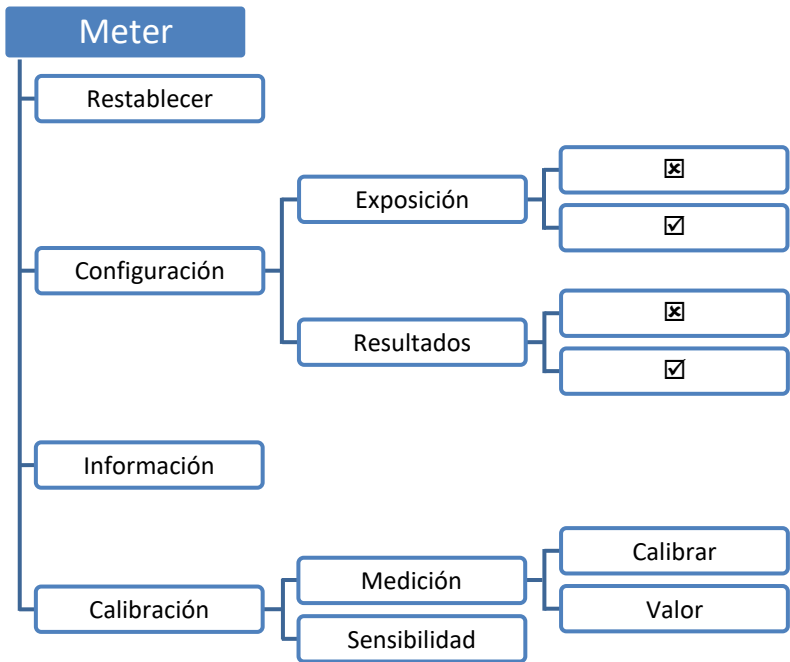 Meter
Restablecer
Configuración
Exposición
☒
☑
Resultados
☒
☑
Información
Calibración
Medición
Calibrar
Valor
Sensibilidad